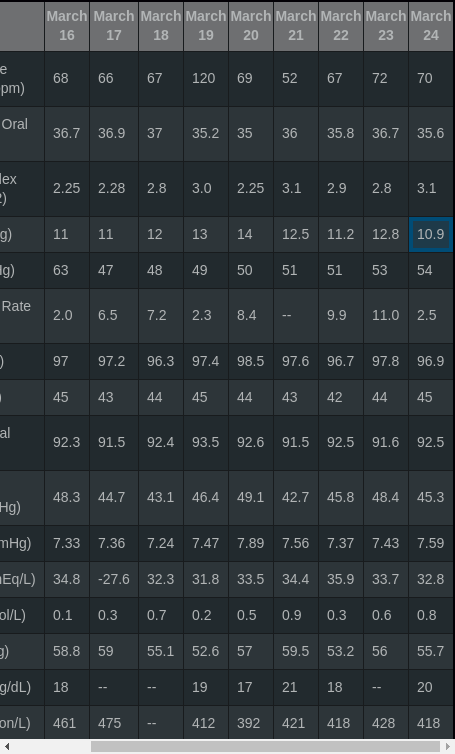 March 16 March 17 March 18 March 19 March 20 March 21 March 22 March 23 March 24
e
pm) 68 66 67 120 69 52 67 72 70
Oral 36.7 36.9 37 35.2 35 36 35.8 36.7 35.6
lex
2) 2.25 2.28 2.8 3.0 2.25 3.1 2.9 2.8 3.1
g) 11 11 12 13 14 12.5 11.2 12.8 10.9
Hg) 63 47 48 49 50 51 51 53 54
Rate 2.0 6.5 7.2 2.3 8.4 -- 9.9 11.0 2.5
) 97 97.2 96.3 97.4 98.5 97.6 96.7 97.8 96.9
) 45 43 44 45 44 43 42 44 45
al 92.3 91.5 92.4 93.5 92.6 91.5 92.5 91.6 92.5
Hg) 48.3 44.7 43.1 46.4 49.1 42.7 45.8 48.4 45.3
mHg) 7.33 7.36 7.24 7.47 7.89 7.56 7.37 7.43 7.59
nEq/L) 34.8 -27.6 32.3 31.8 33.5 34.4 35.9 33.7 32.8
ol/L) 0.1 0.3 0.7 0.2 0.5 0.9 0.3 0.6 0.8
g) 58.8 59 55.1 52.6 57 59.5 53.2 56 55.7
g/dL) 18 -- -- 19 17 21 18 -- 20
on/L) 461 475 -- 412 392 421 418 428 418